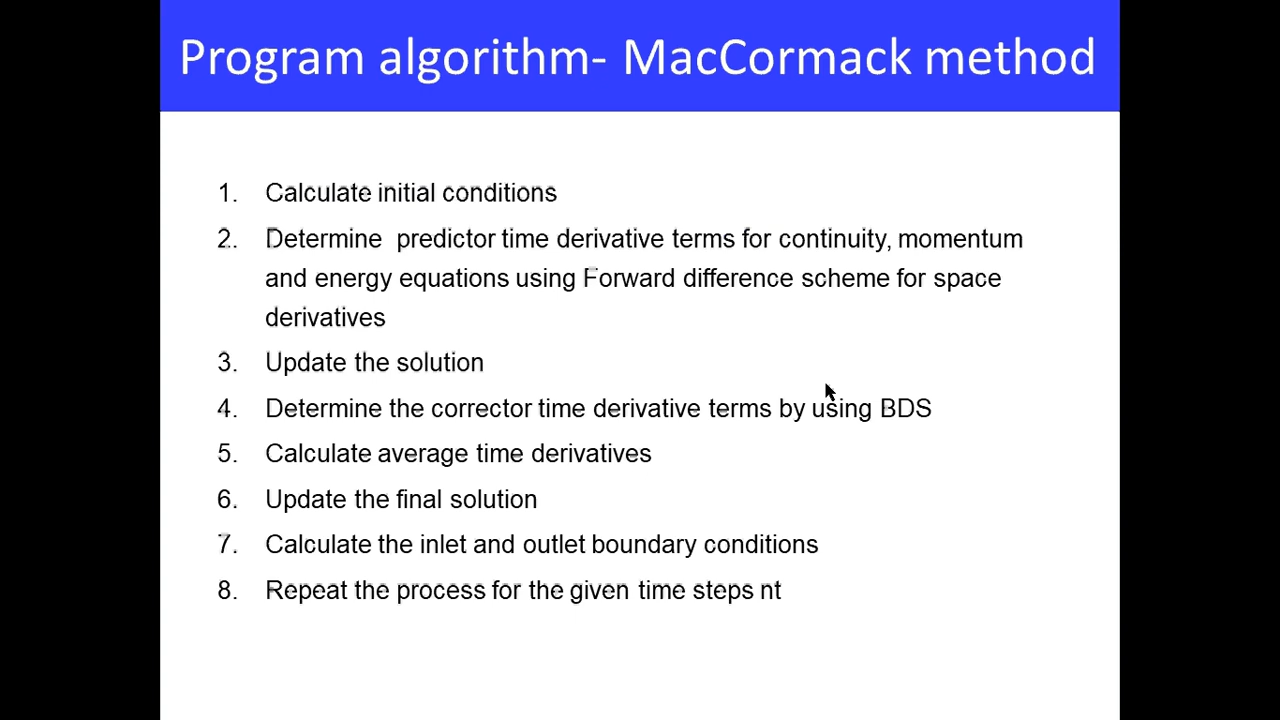 Program algorithm- MacCormack method
1. Calculate initial conditions
2. Determine predictor time derivative terms for continuity, momentum
and energy equations using Forward difference scheme for space
derivatives
3. Update the solution
4. Determine the corrector time derivative terms by using BDS
5. Calculate average time derivatives
6. Update the final solution
7. Calculate the inlet and outlet boundary conditions
8. Repeat the process for the given time steps nt